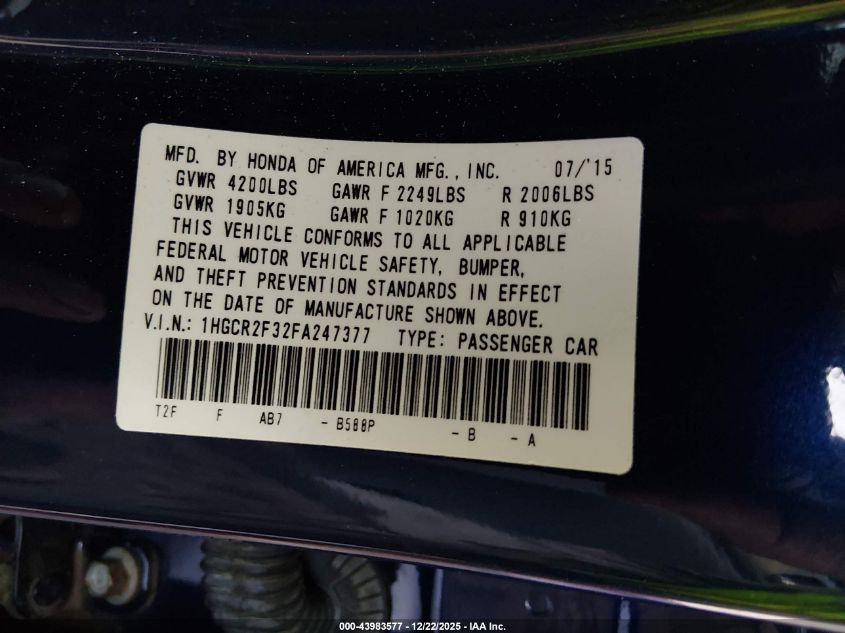 MFD. BY HONDA OF AMERICA MFG., INC. 07/'15
GVWR 4200LBS GAWR F 2249LBS R 2006LBS
GVWR 1905KG GAWR F 1020KG R 910KG
THIS VEHICLE CONFORMS TO ALL APPLICABLE
FEDERAL MOTOR VEHICLE SAFETY, BUMPER,
AND THEFT PREVENTION STANDARDS IN EFFECT
ON THE DATE OF MANUFACTURE SHOWN ABOVE.
V.I.N.: 1HGCR2F32FA247377 TYPE: PASSENGER CAR
T2F F AB7 - B588P - B - A
000-43983577 - 12/22/2025 - IAA Inc.